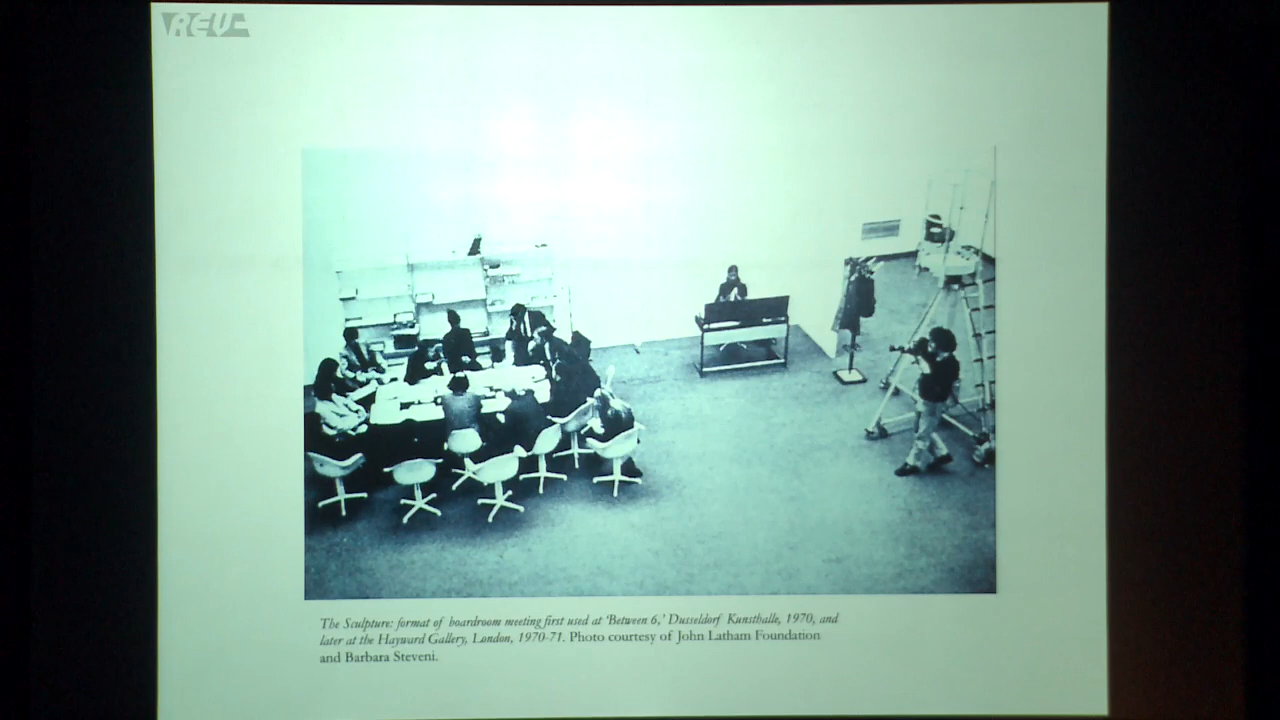 REV-
The Sculpture: format of boardroom meeting first used at 'Between 6,' Dusseldorf Kunsthalle, 1970, and
later at the Hayward Gallery, London, 1970-71. Photo courtesy of John Latham Foundation
and Barbara Steveni.